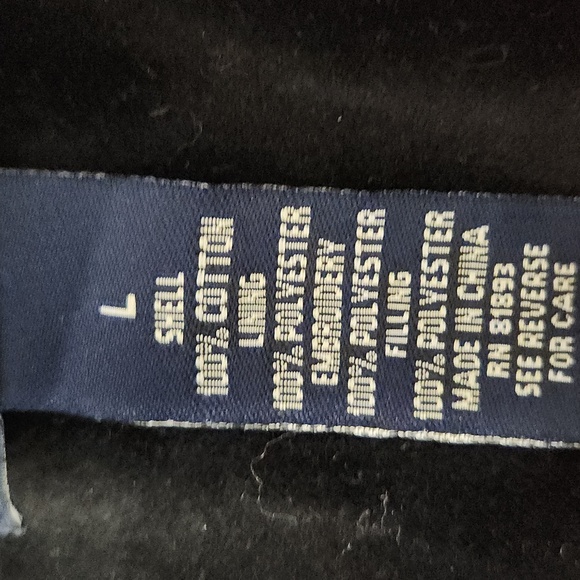 L
SHELL
100% COTTON
LINING
100% POLYESTER
EMBROIDERY
100% POLYESTER
FILLING
100% POLYESTER
MADE IN CHINA
RN 81893
SEE REVERSE
FOR CARE